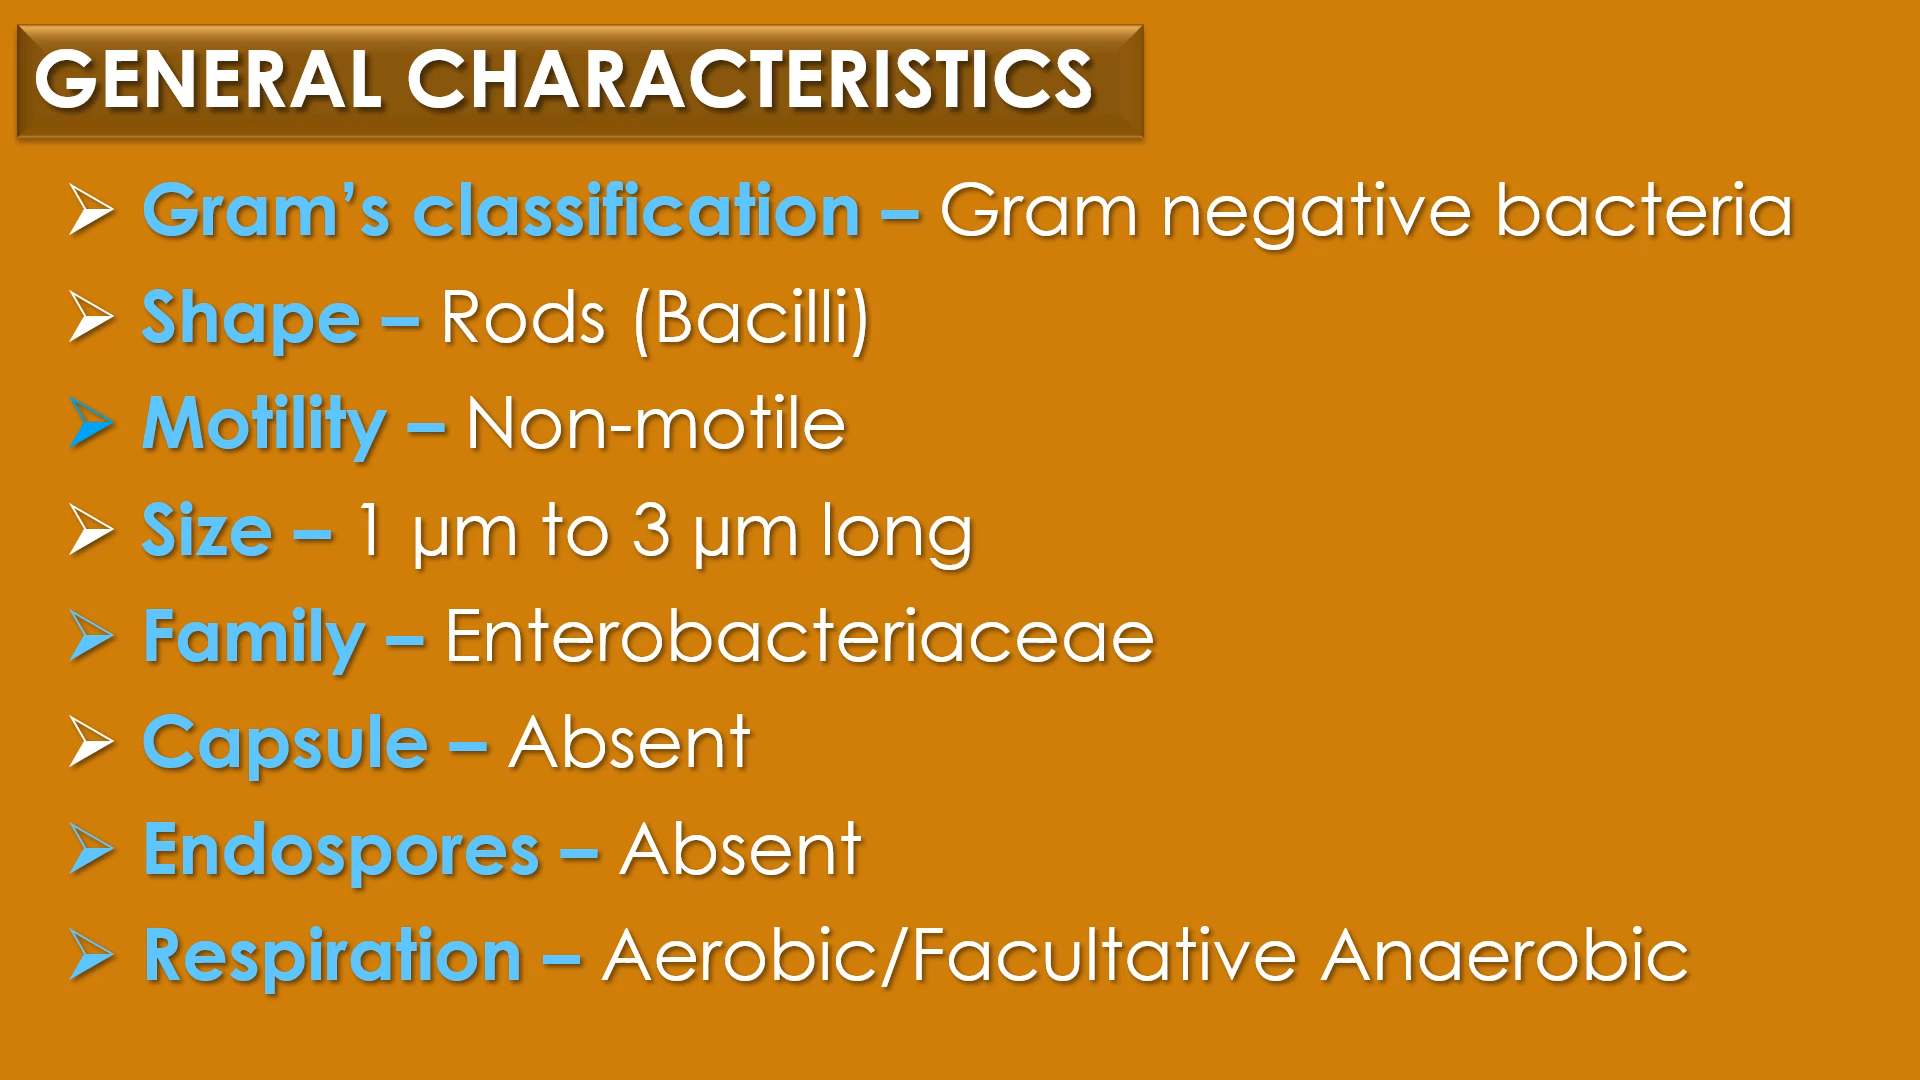 GENERAL CHARACTERISTICS
Gram’s classification – Gram negative bacteria
Shape – Rods (Bacilli)
Motility – Non-motile
Size – 1 µm to 3 µm long
Family – Enterobacteriaceae
Capsule – Absent
Endospores – Absent
Respiration – Aerobic/Facultative Anaerobic